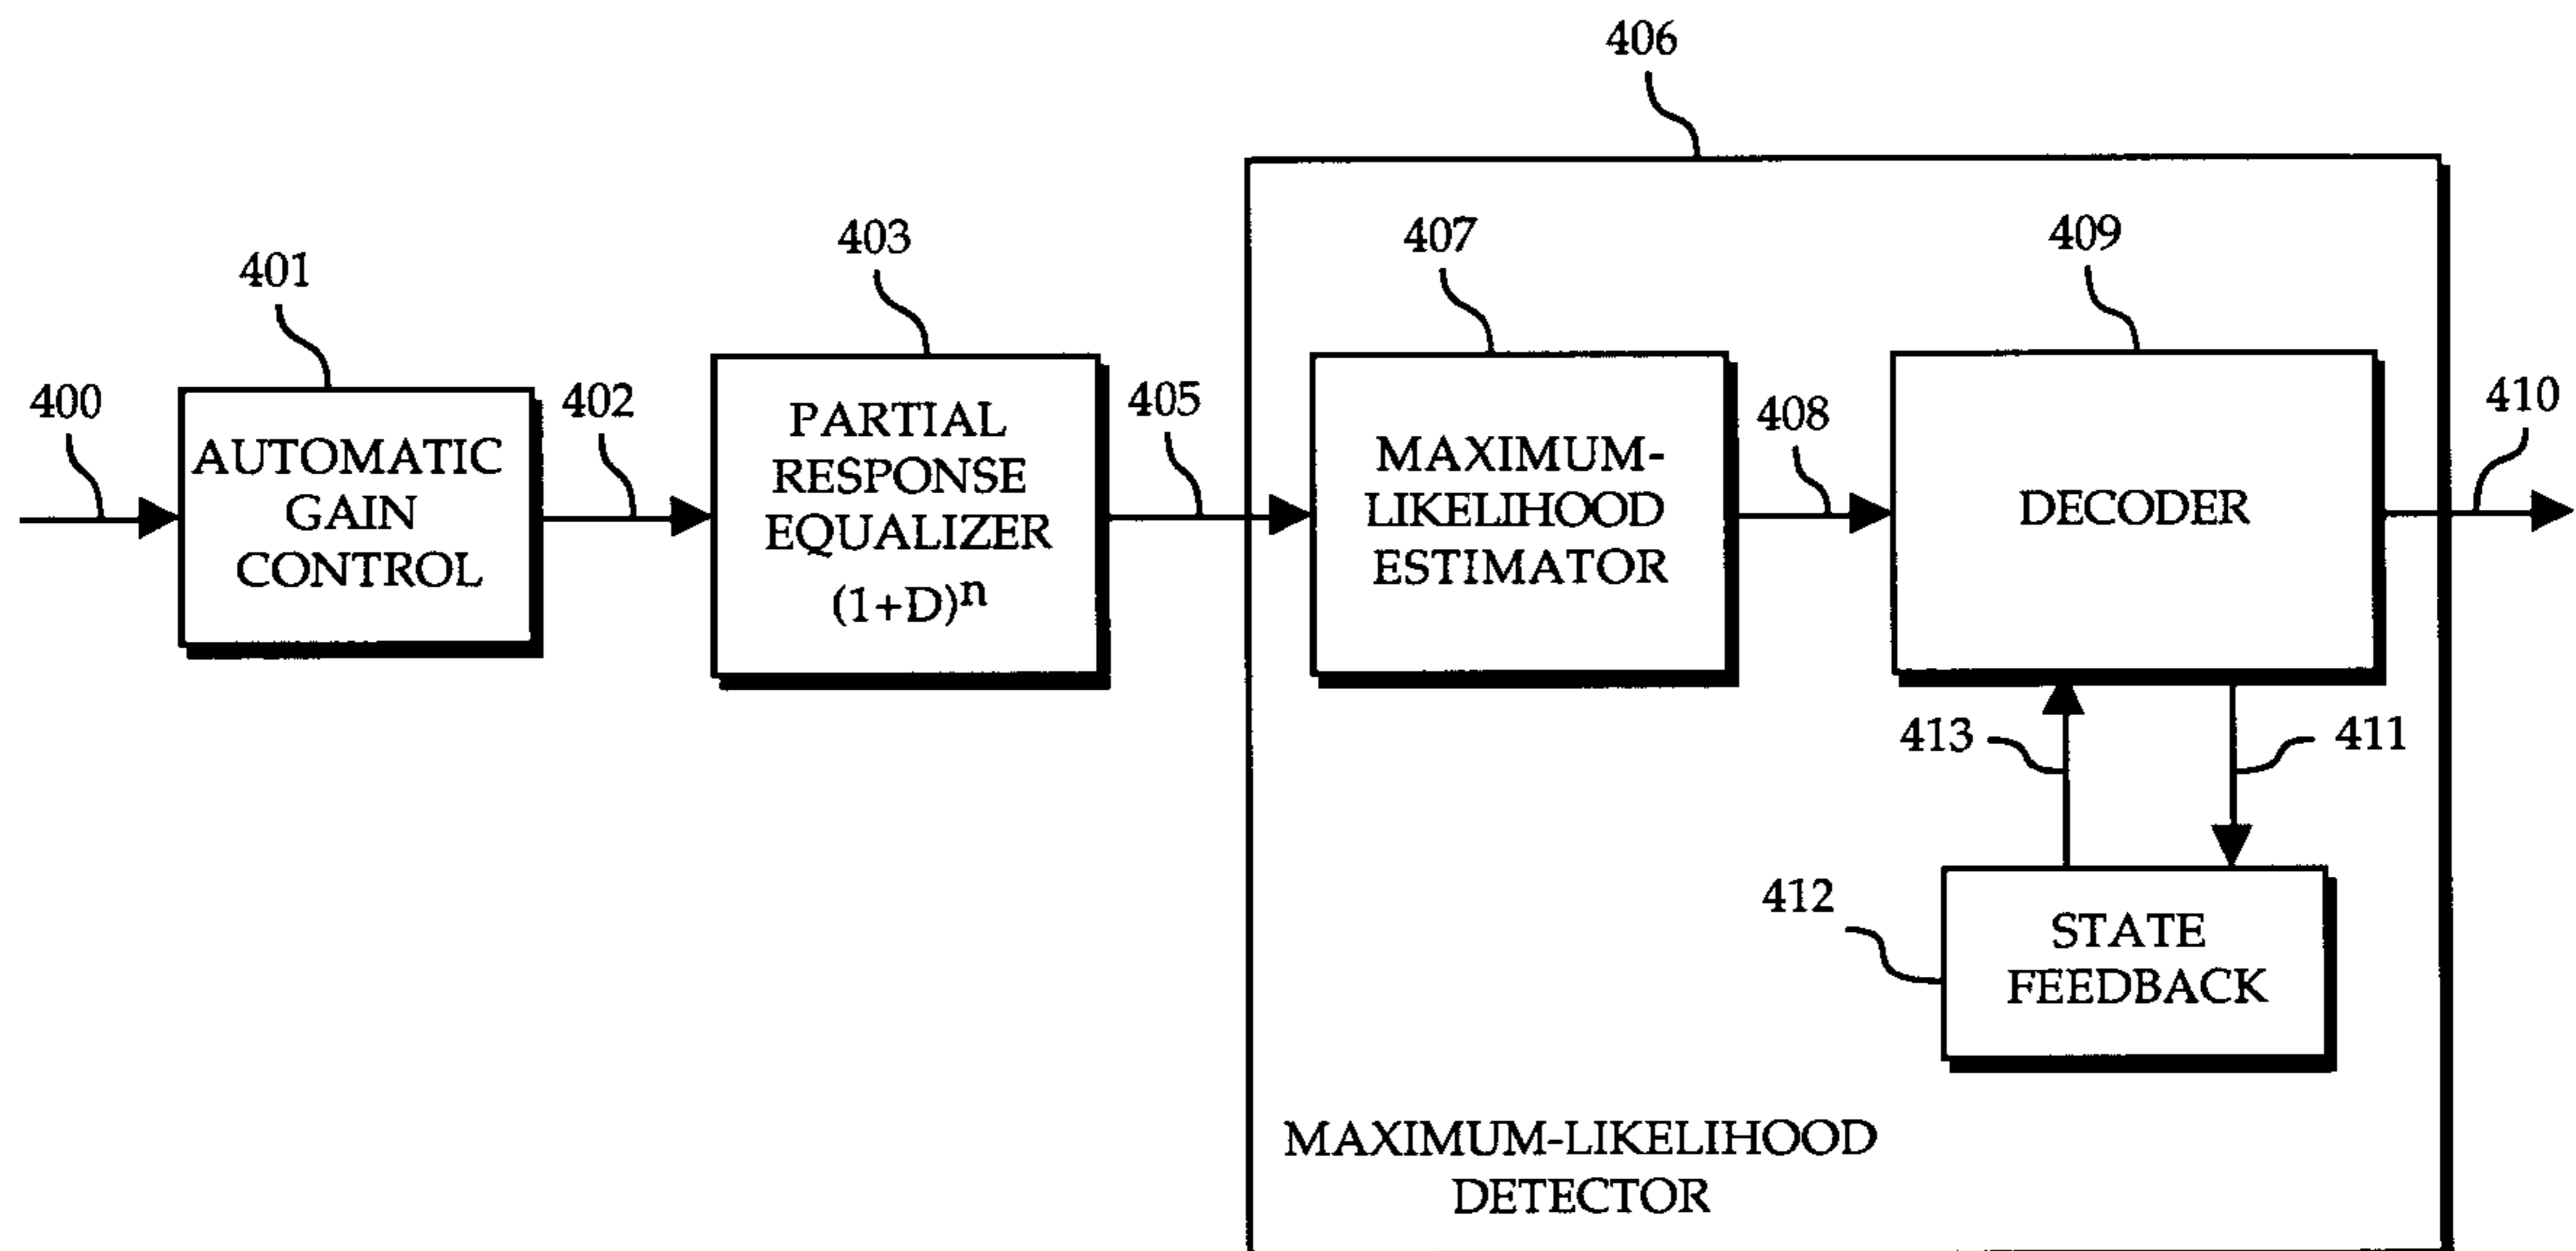 406
403
407
409
401
400
402
405
408
410
AUTOMATIC
GAIN
CONTROL
PARTIAL
RESPONSE
EQUALIZER
(1+D)^n
MAXIMUM-
LIKELIHOOD
ESTIMATOR
DECODER
413
411
412
STATE
FEEDBACK
MAXIMUM-LIKELIHOOD
DETECTOR